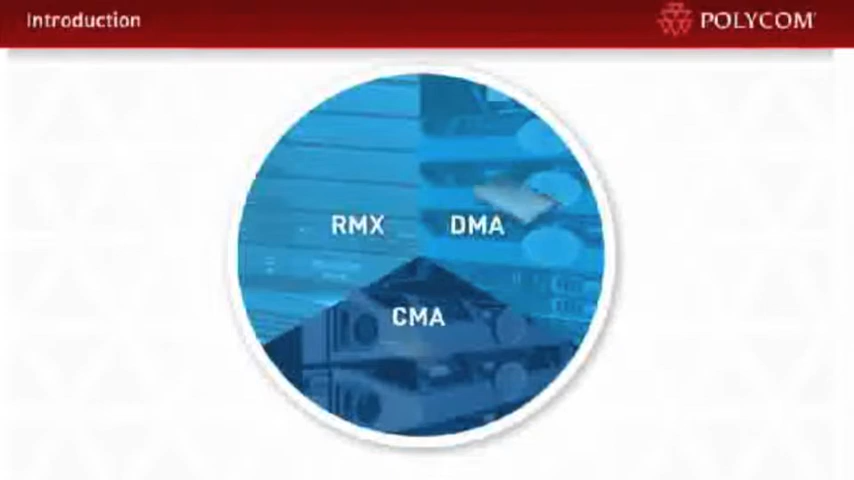 Introduction
POLYCOM
RMX
DMA
CMA